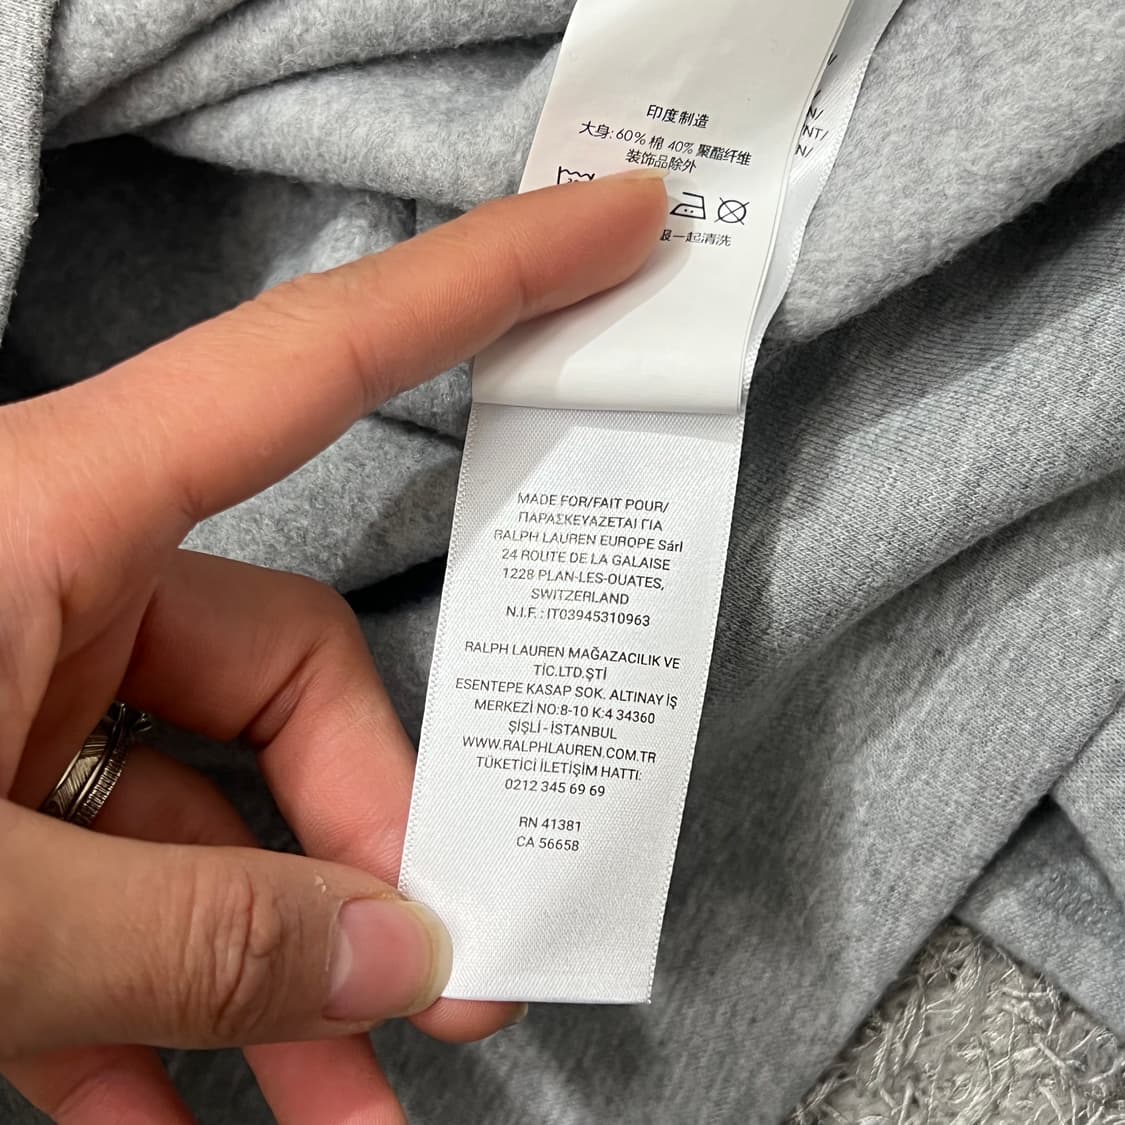 印度制造
大身: 60% 棉 40% 聚酯纤维
装饰品除外
一起清洗
N/
NT/
N/
MADE FOR/FAIT POUR/
ΠΑΡΑΣΚΕΥΑΖΕΤΑΙ ΓΙΑ
RALPH LAUREN EUROPE Sárl
24 ROUTE DE LA GALAISE
1228 PLAN-LES-OUATES,
SWITZERLAND
N.I.F. : IT03945310963
RALPH LAUREN MAĞAZACILIK VE
TİC.LTD.ŞTİ
ESENTEPE KASAP SOK. ALTINAY İŞ
MERKEZİ NO:8-10 K:4 34360
ŞİŞLİ - İSTANBUL
WWW.RALPHLAUREN.COM.TR
TÜKETİCİ İLETİŞİM HATTI:
0212 345 69 69
RN 41381
CA 56658